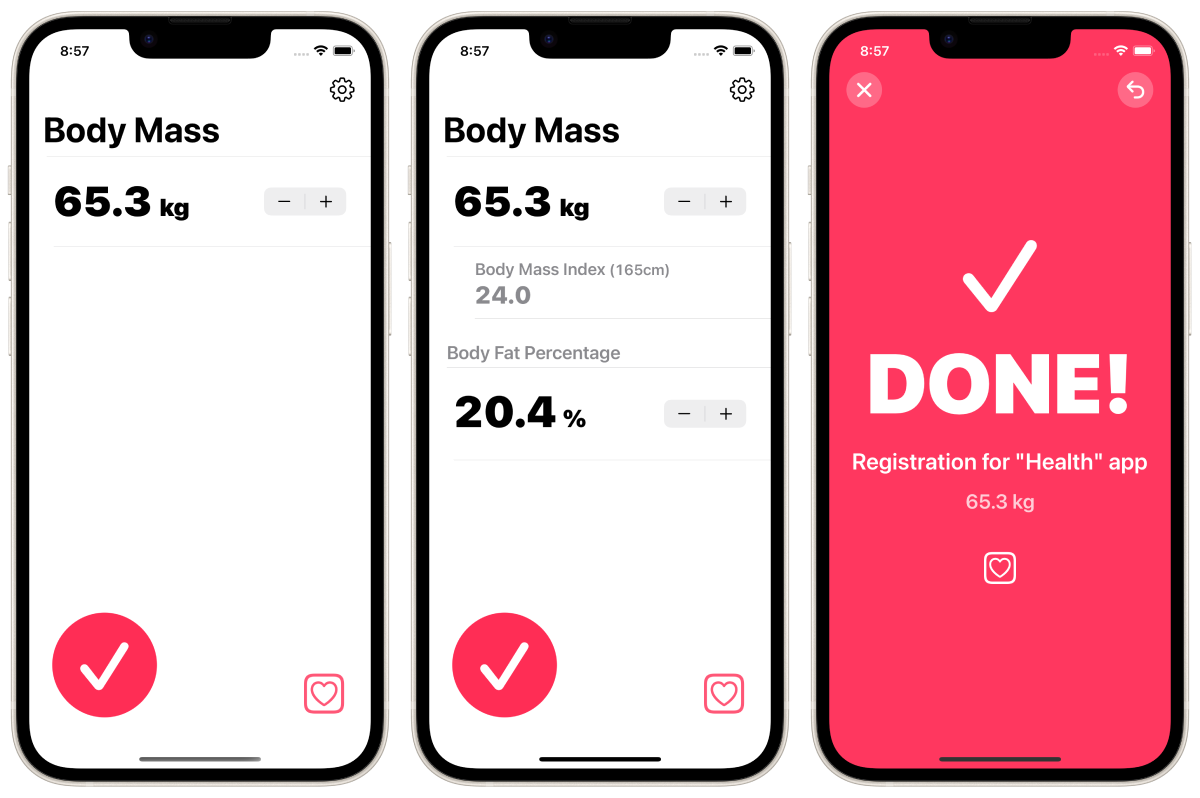 8:57
Body Mass
65.3 kg
− +
8:57
Body Mass
65.3 kg
− +
Body Mass Index (165cm)
24.0
Body Fat Percentage
20.4 %
− +
8:57
DONE!
Registration for "Health" app
65.3 kg